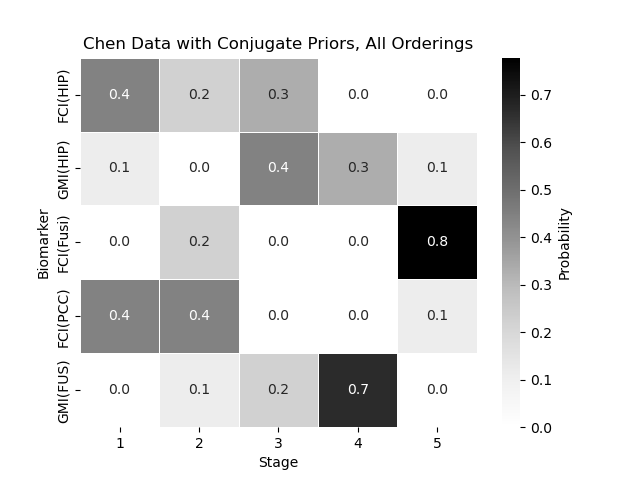 Chen Data with Conjugate Priors, All Orderings
FCI(HIP) 0.4 0.2 0.3 0.0 0.0
GMI(HIP) 0.1 0.0 0.4 0.3 0.1
FCI(Fusi) 0.0 0.2 0.0 0.0 0.8
FCI(PCC) 0.4 0.4 0.0 0.0 0.1
GMI(FUS) 0.0 0.1 0.2 0.7 0.0
1 2 3 4 5
Stage
Biomarker
0.7
0.6
0.5
0.4
0.3
0.2
0.1
0.0
Probability